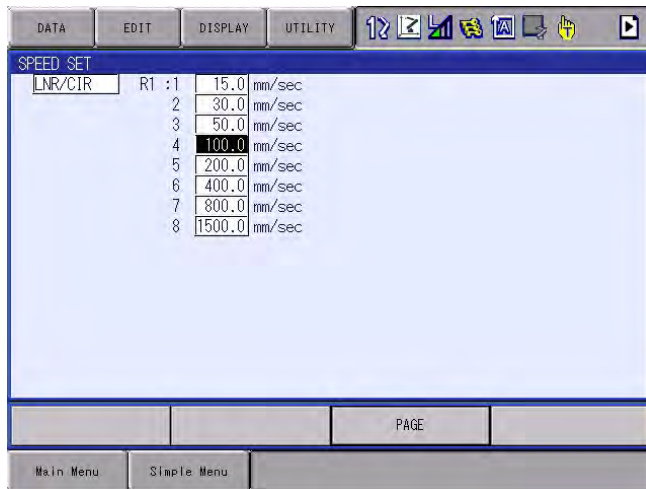 DATA EDIT DISPLAY UTILITY
SPEED SET
LNR/CIR R1 :1 15.0 mm/sec
2 30.0 mm/sec
3 50.0 mm/sec
4 100.0 mm/sec
5 200.0 mm/sec
6 400.0 mm/sec
7 800.0 mm/sec
8 1500.0 mm/sec
PAGE
Main Menu Simple Menu